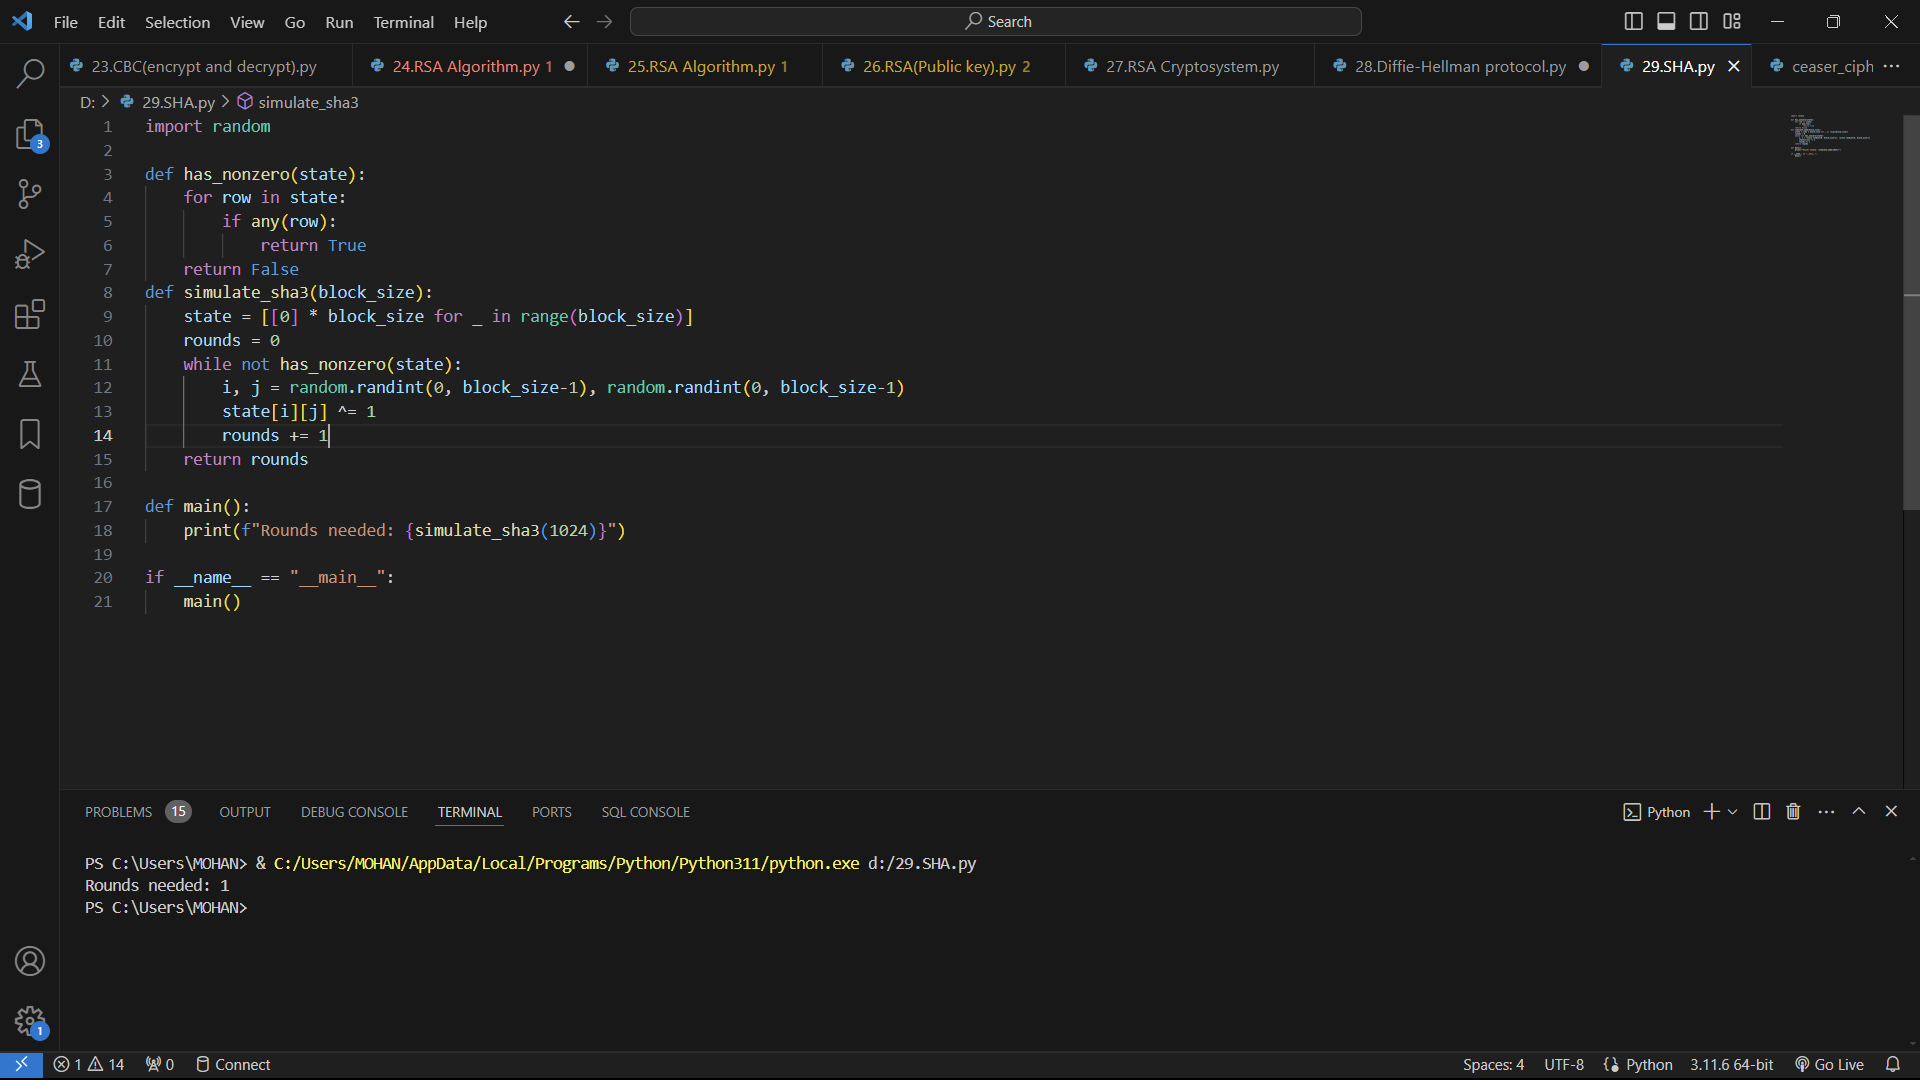 File Edit Selection View Go Run Terminal Help Search
23.CBC(encrypt and decrypt).py 24.RSA Algorithm.py 1 25.RSA Algorithm.py 1 26.RSA(Public key).py 2 27.RSA Cryptosystem.py 28.Diffie-Hellman protocol.py 29.SHA.py ceaser_ciph
D: > 29.SHA.py > simulate_sha3
1 import random
2
3 def has_nonzero(state):
4     for row in state:
5         if any(row):
6             return True
7     return False
8 def simulate_sha3(block_size):
9     state = [[0] * block_size for _ in range(block_size)]
10     rounds = 0
11     while not has_nonzero(state):
12         i, j = random.randint(0, block_size-1), random.randint(0, block_size-1)
13         state[i][j] ^= 1
14         rounds += 1
15     return rounds
16
17 def main():
18     print(f"Rounds needed: {simulate_sha3(1024)}")
19
20 if __name__ == "__main__":
21     main()
3
PROBLEMS 15 OUTPUT DEBUG CONSOLE TERMINAL PORTS SQL CONSOLE Python
PS C:\Users\MOHAN> & C:/Users/MOHAN/AppData/Local/Programs/Python/Python311/python.exe d:/29.SHA.py
Rounds needed: 1
PS C:\Users\MOHAN>
1
1 14 0 Connect Spaces: 4 UTF-8 Python 3.11.6 64-bit Go Live